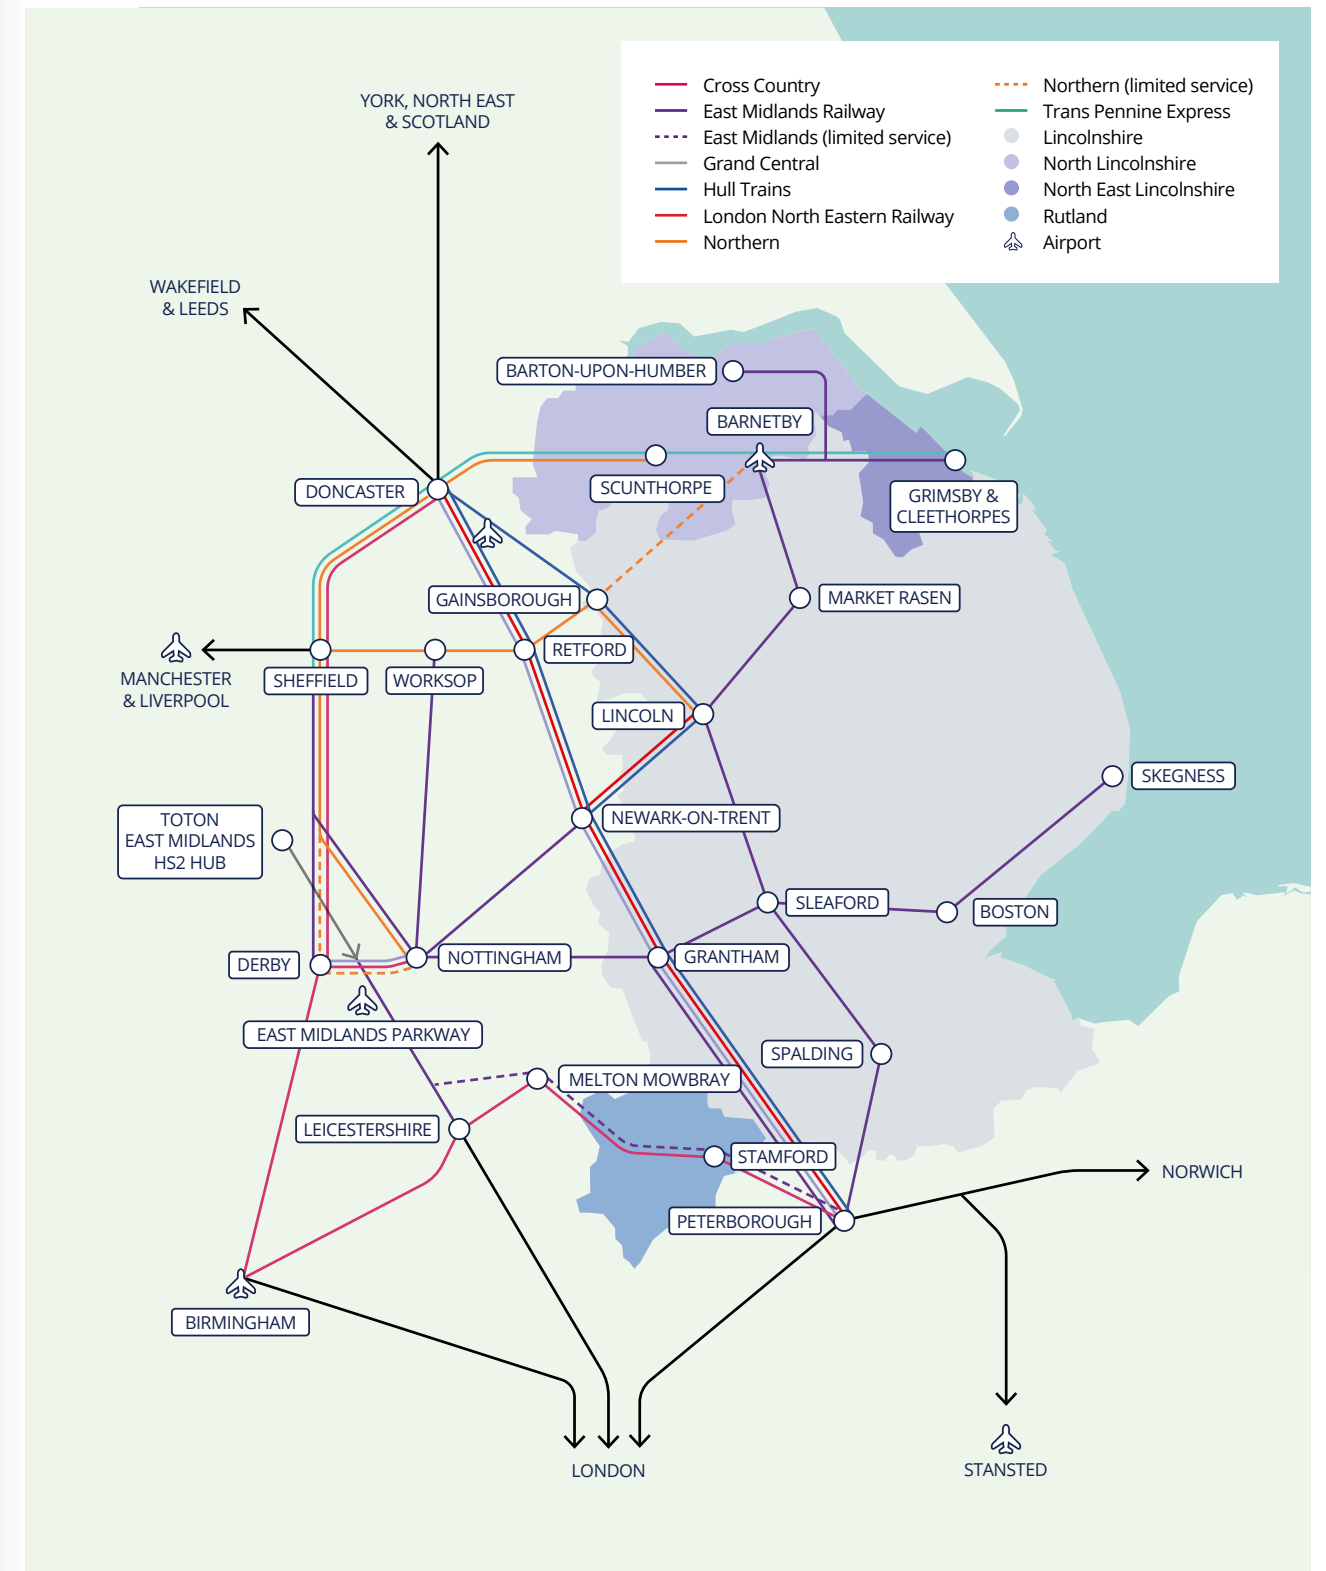 Cross Country
East Midlands Railway
East Midlands (limited service)
Grand Central
Hull Trains
London North Eastern Railway
Northern
Northern (limited service)
Trans Pennine Express
Lincolnshire
North Lincolnshire
North East Lincolnshire
Rutland
Airport
YORK, NORTH EAST
& SCOTLAND
WAKEFIELD
& LEEDS
BARTON-UPON-HUMBER
BARNETBY
DONCASTER
SCUNTHORPE
GRIMSBY &
CLEETHORPES
GAINSBOROUGH
MARKET RASEN
RETFORD
MANCHESTER
& LIVERPOOL
SHEFFIELD
WORKSOP
LINCOLN
SKEGNESS
TOTON
EAST MIDLANDS
HS2 HUB
NEWARK-ON-TRENT
SLEAFORD
BOSTON
DERBY
NOTTINGHAM
GRANTHAM
EAST MIDLANDS PARKWAY
SPALDING
MELTON MOWBRAY
LEICESTERSHIRE
STAMFORD
NORWICH
PETERBOROUGH
BIRMINGHAM
LONDON
STANSTED